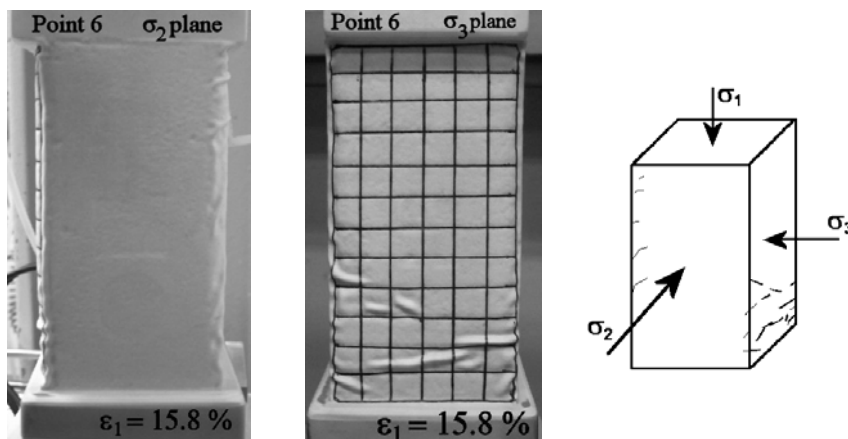 Point 6 σ₂ plane
ε₁ = 15.8 %
Point 6 σ₃ plane
ε₁ = 15.8 %
σ₁
σ₃
σ₂